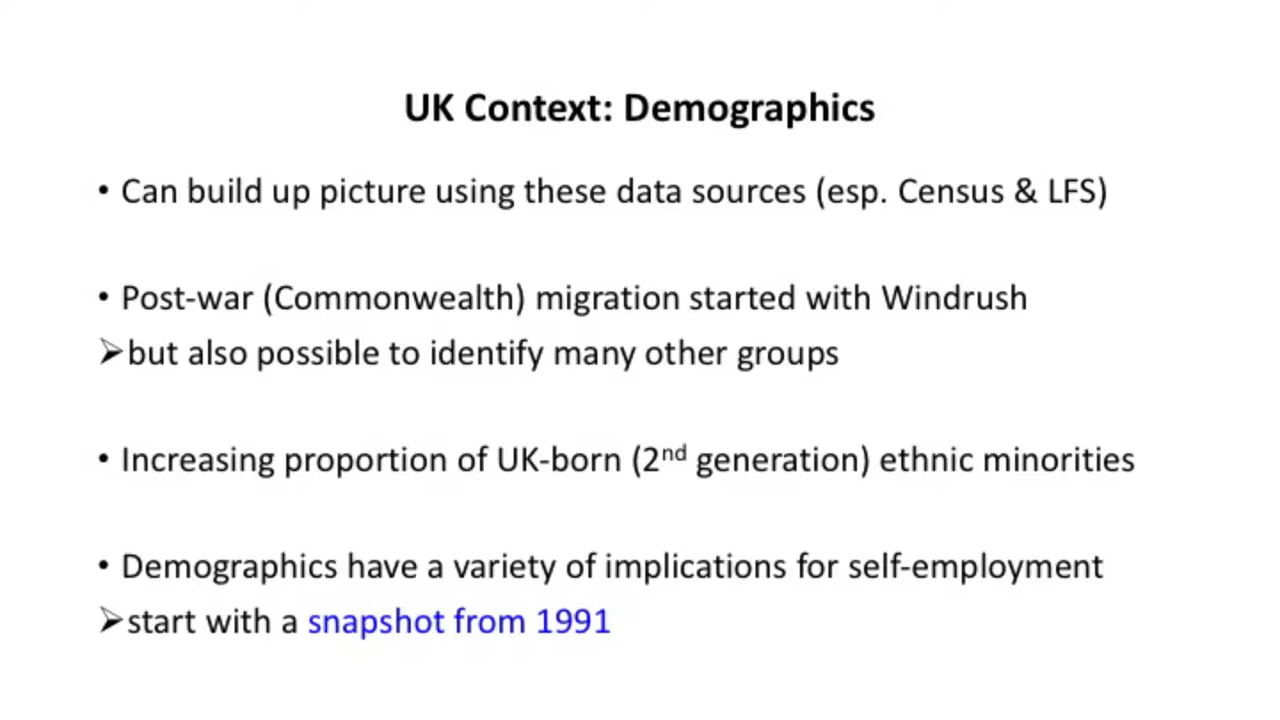 UK Context: Demographics
• Can build up picture using these data sources (esp. Census & LFS)
• Post-war (Commonwealth) migration started with Windrush
➢but also possible to identify many other groups
• Increasing proportion of UK-born (2nd generation) ethnic minorities
• Demographics have a variety of implications for self-employment
➢start with a snapshot from 1991